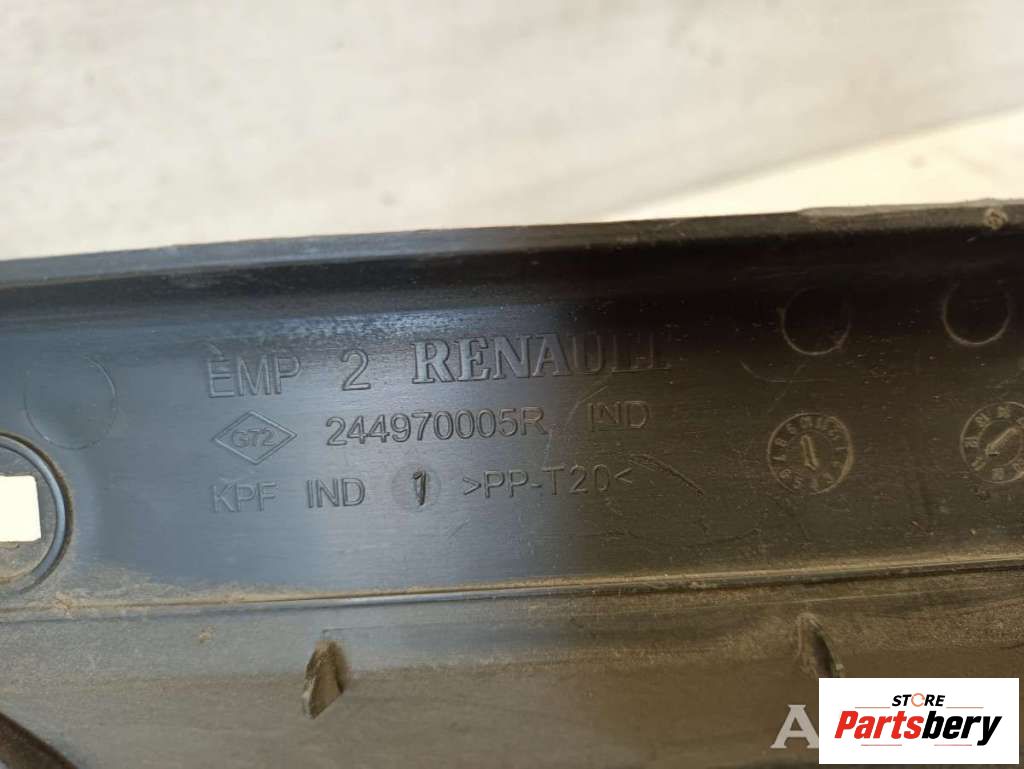 EMP 2 RENAULT
G72 244970005R IND
KPF IND 1 >PP-T20<
STORE
Partsbery